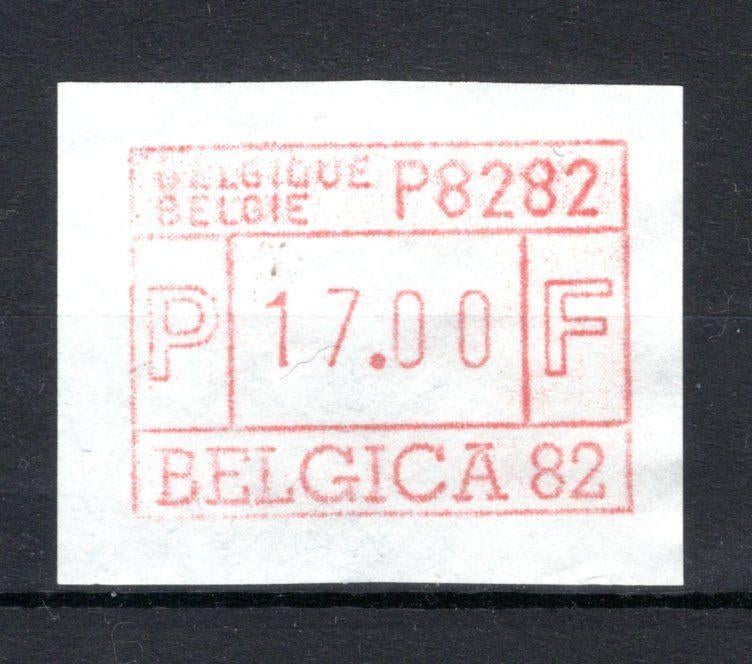 BELGIQUE P8282
BELGIE
P 17.00 F
BELGICA 82